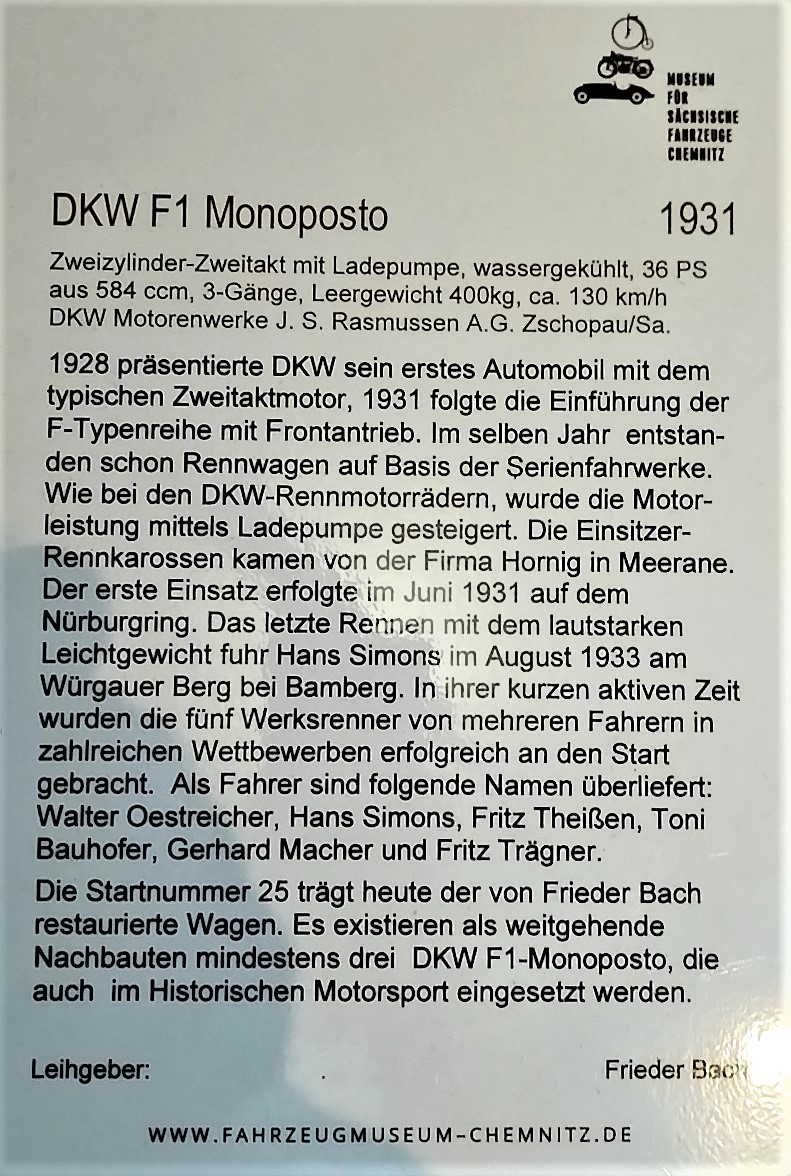 MUSEUM
FÜR
SÄCHSISCHE
FAHRZEUGE
CHEMNITZ
DKW F1 Monoposto 1931
Zweizylinder-Zweitakt mit Ladepumpe, wassergekühlt, 36 PS
aus 584 ccm, 3-Gänge, Leergewicht 400kg, ca. 130 km/h
DKW Motorenwerke J. S. Rasmussen A.G. Zschopau/Sa.
1928 präsentierte DKW sein erstes Automobil mit dem
typischen Zweitaktmotor, 1931 folgte die Einführung der
F-Typenreihe mit Frontantrieb. Im selben Jahr entstan-
den schon Rennwagen auf Basis der Serienfahrwerke.
Wie bei den DKW-Rennmotorrädern, wurde die Motor-
leistung mittels Ladepumpe gesteigert. Die Einsitzer-
Rennkarossen kamen von der Firma Hornig in Meerane.
Der erste Einsatz erfolgte im Juni 1931 auf dem
Nürburgring. Das letzte Rennen mit dem lautstarken
Leichtgewicht fuhr Hans Simons im August 1933 am
Würgauer Berg bei Bamberg. In ihrer kurzen aktiven Zeit
wurden die fünf Werksrenner von mehreren Fahrern in
zahlreichen Wettbewerben erfolgreich an den Start
gebracht. Als Fahrer sind folgende Namen überliefert:
Walter Oestreicher, Hans Simons, Fritz Theißen, Toni
Bauhofer, Gerhard Macher und Fritz Trägner.
Die Startnummer 25 trägt heute der von Frieder Bach
restaurierte Wagen. Es existieren als weitgehende
Nachbauten mindestens drei DKW F1-Monoposto, die
auch im Historischen Motorsport eingesetzt werden.
Leihgeber: Frieder Bach
WWW.FAHRZEUGMUSEUM-CHEMNITZ.DE